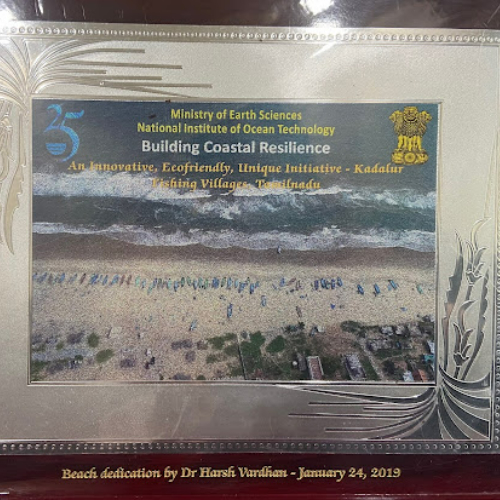 25
Ministry of Earth Sciences
National Institute of Ocean Technology
Building Coastal Resilience
An Innovative, Ecofriendly, Unique Initiative - Kadalur
Fishing Villages, Tamilnadu
Beach dedication by Dr Harsh Vardhan - January 24, 2019